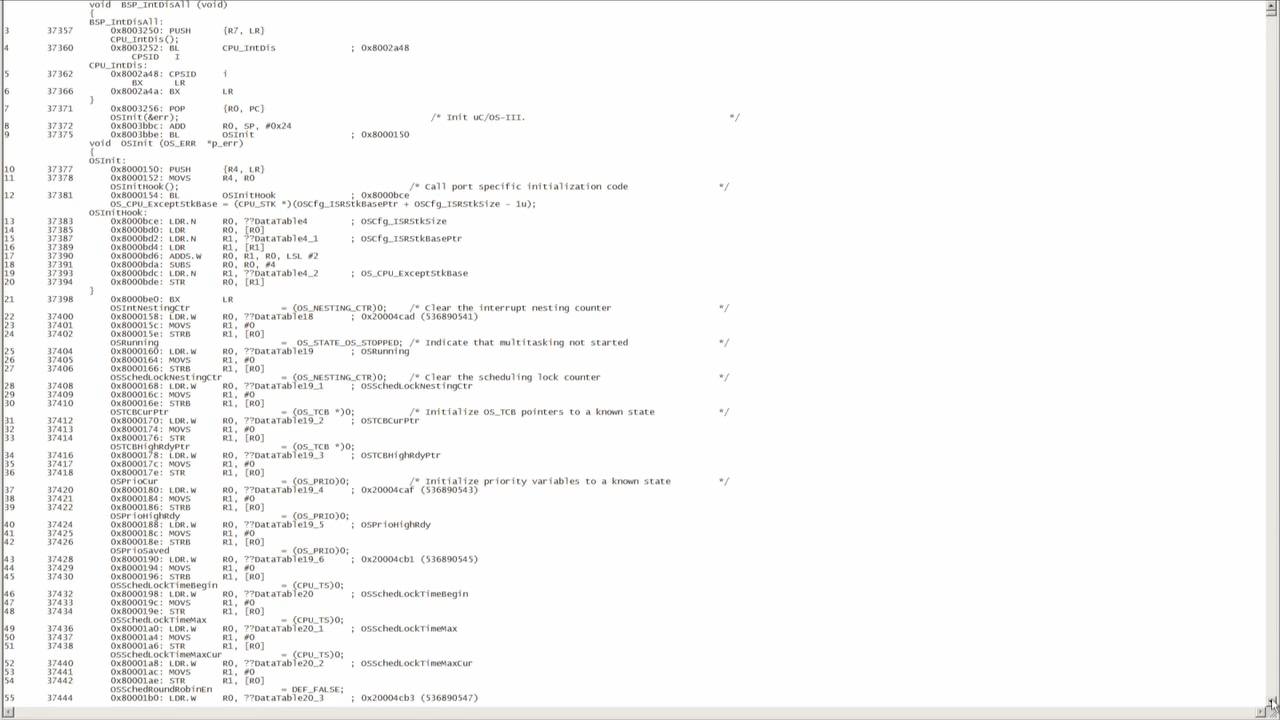 void  BSP_IntDisAll (void)
{
BSP_IntDisAll:
3 37357 0x8003250: PUSH {R7, LR}
CPU_IntDis();
4 37360 0x8003252: BL CPU_IntDis ; 0x8002a48
CPSID I
CPU_IntDis:
5 37362 0x8002a48: CPSID i
BX LR
6 37366 0x8002a4a: BX LR
}
7 37371 0x8003256: POP {R0, PC}
OSInit(&err); /* Init uC/OS-III. */
8 37372 0x8003bbc: ADD R0, SP, #0x24
9 37375 0x8003bbe: BL OSInit ; 0x8000150
void  OSInit (OS_ERR  *p_err)
{
OSInit:
10 37377 0x8000150: PUSH {R4, LR}
11 37378 0x8000152: MOVS R4, R0
OSInitHook(); /* Call port specific initialization code */
12 37381 0x8000154: BL OSInitHook ; 0x8000bce
OS_CPU_ExceptStkBase = (CPU_STK *)(OSCfg_ISRStkBasePtr + OSCfg_ISRStkSize - 1u);
OSInitHook:
13 37383 0x8000bce: LDR.N R0, ??DataTable4 ; OSCfg_ISRStkSize
14 37385 0x8000bd0: LDR R0, [R0]
15 37387 0x8000bd2: LDR.N R1, ??DataTable4_1 ; OSCfg_ISRStkBasePtr
16 37389 0x8000bd4: LDR R1, [R1]
17 37390 0x8000bd6: ADDS.W R0, R1, R0, LSL #2
18 37391 0x8000bda: SUBS R0, R0, #4
19 37393 0x8000bdc: LDR.N R1, ??DataTable4_2 ; OS_CPU_ExceptStkBase
20 37394 0x8000bde: STR R0, [R1]
}
21 37398 0x8000be0: BX LR
OSIntNestingCtr = (OS_NESTING_CTR)0; /* Clear the interrupt nesting counter */
22 37400 0x8000158: LDR.W R0, ??DataTable18 ; 0x20004cad (536890541)
23 37401 0x800015c: MOVS R1, #0
24 37402 0x800015e: STRB R1, [R0]
OSRunning =  OS_STATE_OS_STOPPED; /* Indicate that multitasking not started */
25 37404 0x8000160: LDR.W R0, ??DataTable19 ; OSRunning
26 37405 0x8000164: MOVS R1, #0
27 37406 0x8000166: STRB R1, [R0]
OSSchedLockNestingCtr = (OS_NESTING_CTR)0; /* Clear the scheduling lock counter */
28 37408 0x8000168: LDR.W R0, ??DataTable19_1 ; OSSchedLockNestingCtr
29 37409 0x800016c: MOVS R1, #0
30 37410 0x800016e: STRB R1, [R0]
OSTCBCurPtr = (OS_TCB *)0; /* Initialize OS_TCB pointers to a known state */
31 37412 0x8000170: LDR.W R0, ??DataTable19_2 ; OSTCBCurPtr
32 37413 0x8000174: MOVS R1, #0
33 37414 0x8000176: STR R1, [R0]
OSTCBHighRdyPtr = (OS_TCB *)0;
34 37416 0x8000178: LDR.W R0, ??DataTable19_3 ; OSTCBHighRdyPtr
35 37417 0x800017c: MOVS R1, #0
36 37418 0x800017e: STR R1, [R0]
OSPrioCur = (OS_PRIO)0; /* Initialize priority variables to a known state */
37 37420 0x8000180: LDR.W R0, ??DataTable19_4 ; 0x20004caf (536890543)
38 37421 0x8000184: MOVS R1, #0
39 37422 0x8000186: STRB R1, [R0]
OSPrioHighRdy = (OS_PRIO)0;
40 37424 0x8000188: LDR.W R0, ??DataTable19_5 ; OSPrioHighRdy
41 37425 0x800018c: MOVS R1, #0
42 37426 0x800018e: STRB R1, [R0]
OSPrioSaved = (OS_PRIO)0;
43 37428 0x8000190: LDR.W R0, ??DataTable19_6 ; 0x20004cb1 (536890545)
44 37429 0x8000194: MOVS R1, #0
45 37430 0x8000196: STRB R1, [R0]
OSSchedLockTimeBegin = (CPU_TS)0;
46 37432 0x8000198: LDR.W R0, ??DataTable20 ; OSSchedLockTimeBegin
47 37433 0x800019c: MOVS R1, #0
48 37434 0x800019e: STR R1, [R0]
OSSchedLockTimeMax = (CPU_TS)0;
49 37436 0x80001a0: LDR.W R0, ??DataTable20_1 ; OSSchedLockTimeMax
50 37437 0x80001a4: MOVS R1, #0
51 37438 0x80001a6: STR R1, [R0]
OSSchedLockTimeMaxCur = (CPU_TS)0;
52 37440 0x80001a8: LDR.W R0, ??DataTable20_2 ; OSSchedLockTimeMaxCur
53 37441 0x80001ac: MOVS R1, #0
54 37442 0x80001ae: STR R1, [R0]
OSSchedRoundRobinEn = DEF_FALSE;
55 37444 0x80001b0: LDR.W R0, ??DataTable20_3 ; 0x20004cb3 (536890547)